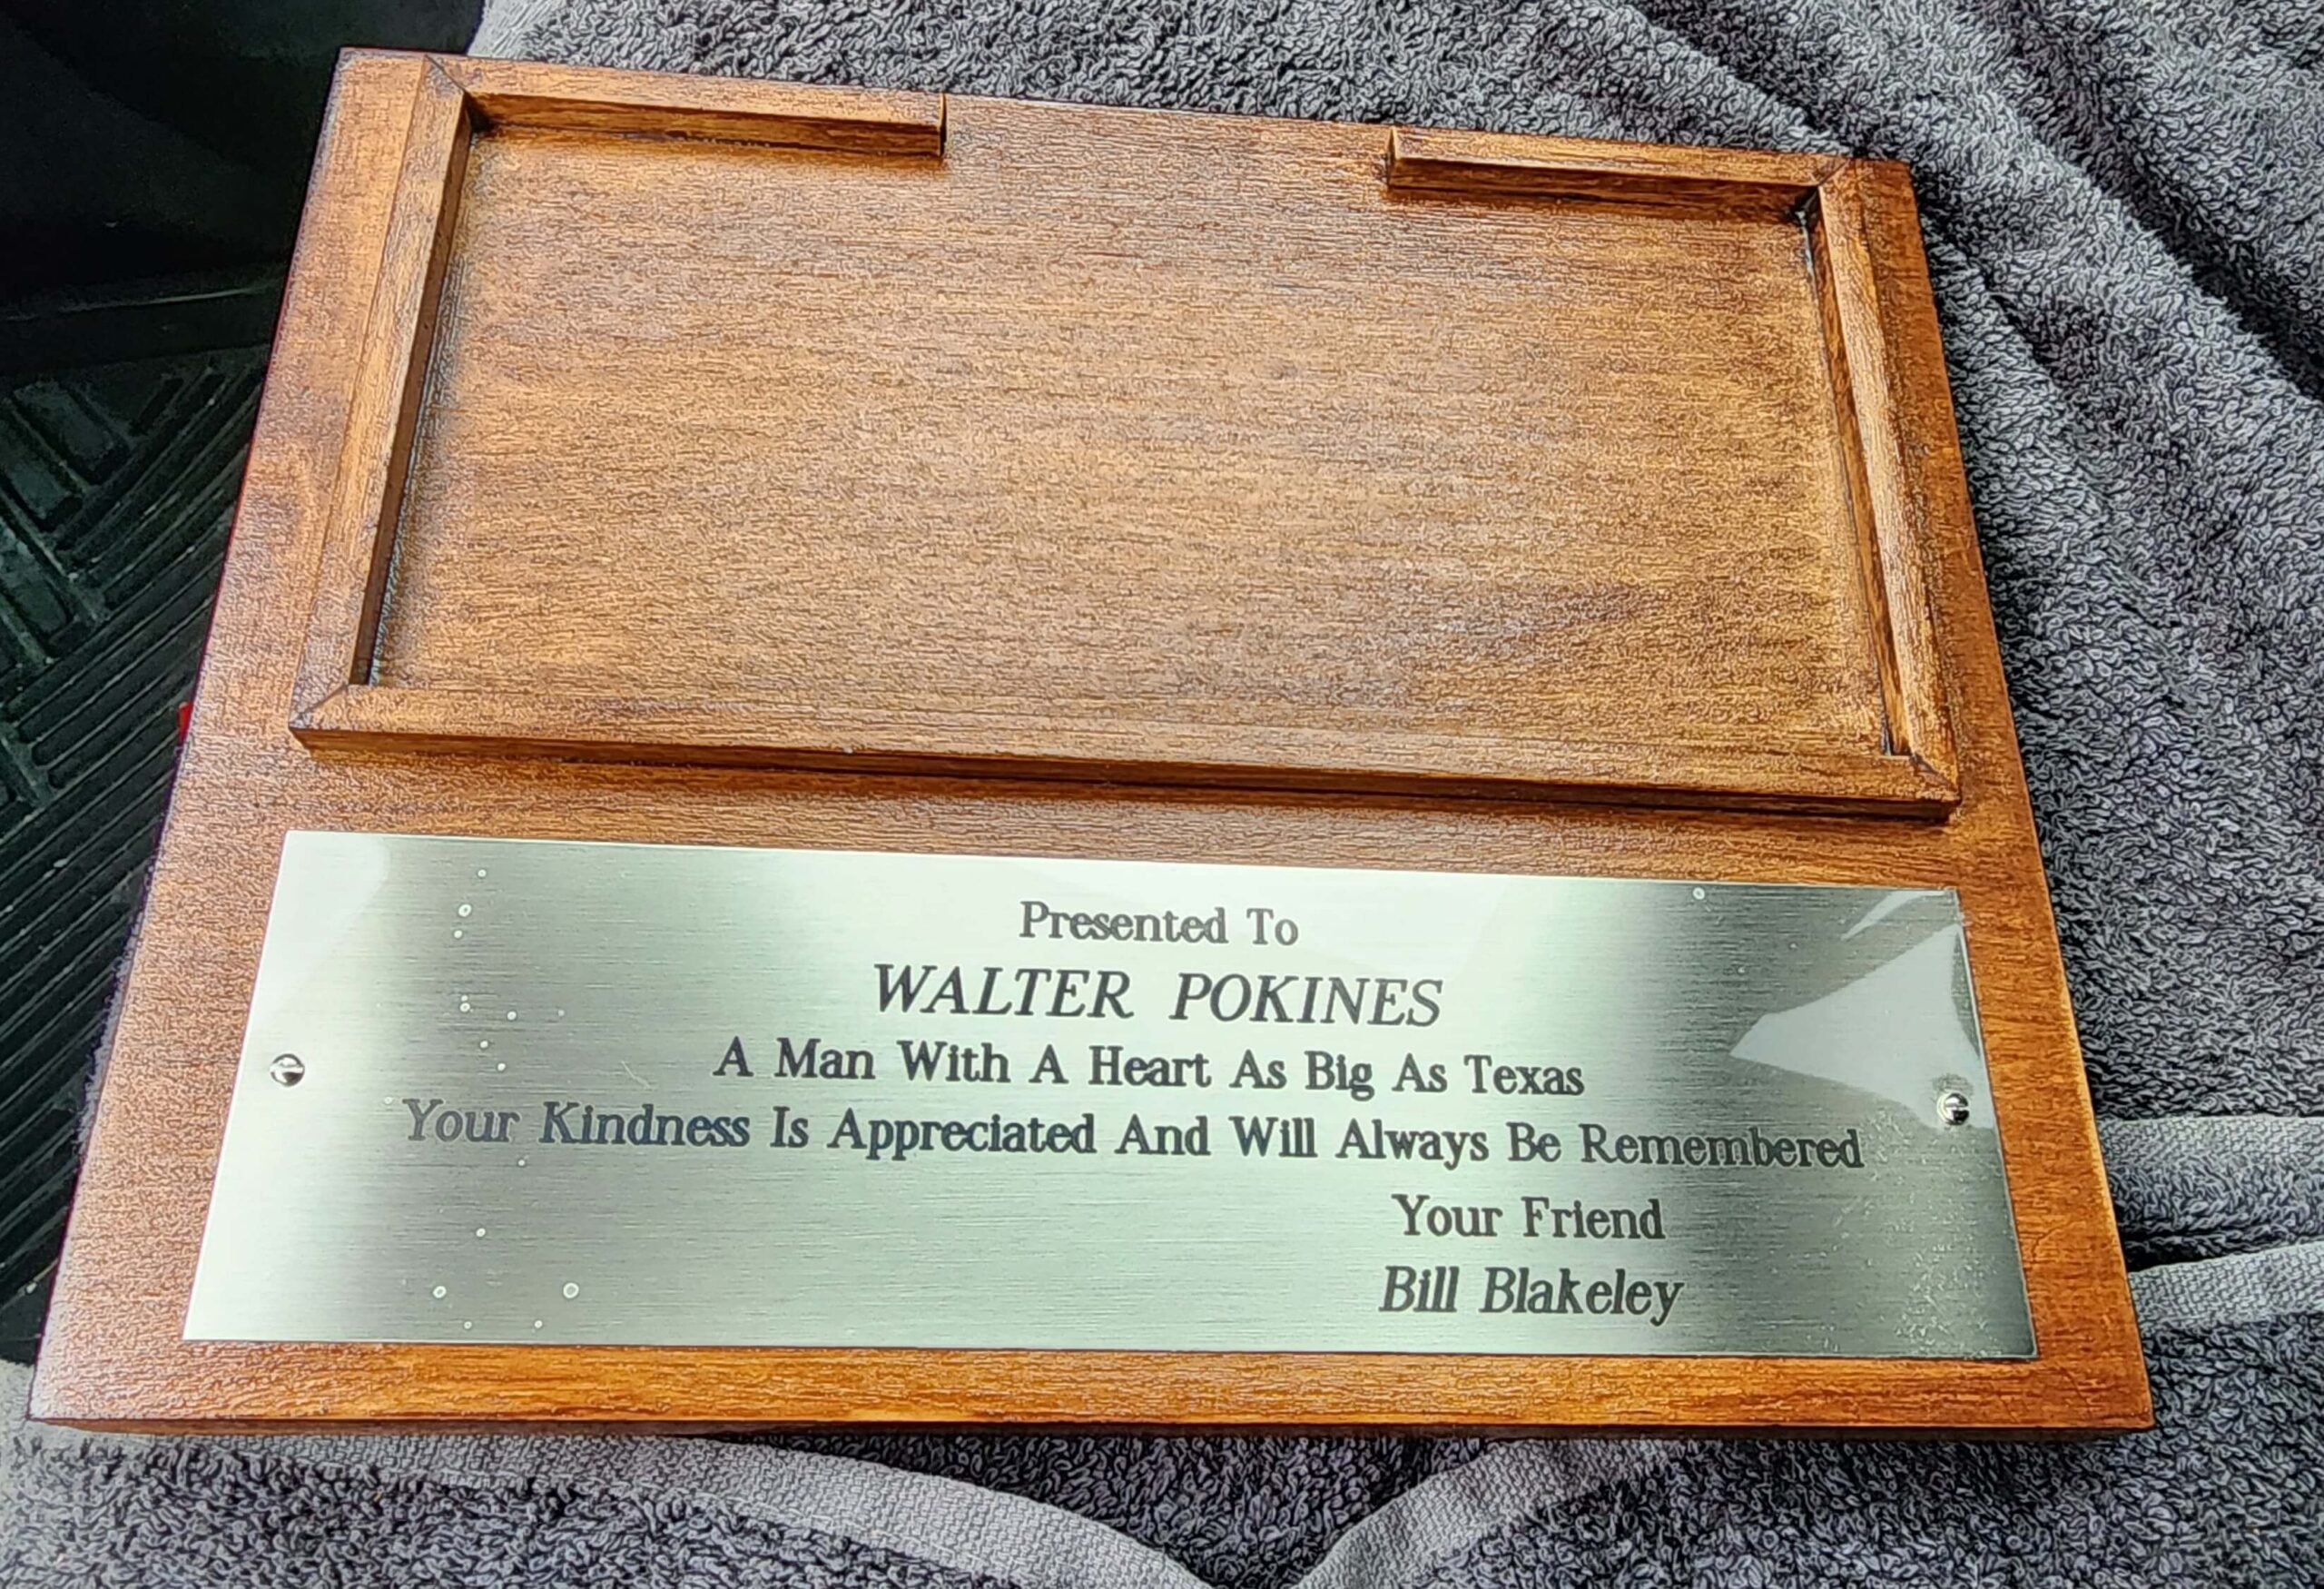 Presented To
WALTER POKINES
A Man With A Heart As Big As Texas
Your Kindness Is Appreciated And Will Always Be Remembered
Your Friend
Bill Blakeley